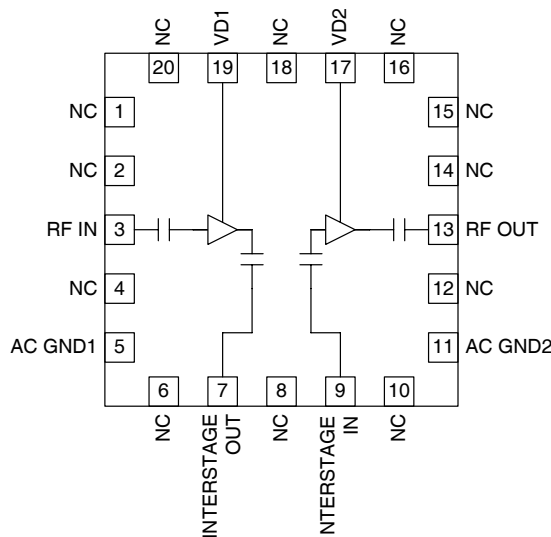 NC
VD1
NC
VD2
NC
20
19
18
17
16
NC 1
15 NC
NC 2
14 NC
RF IN 3
13 RF OUT
NC 4
12 NC
AC GND1 5
11 AC GND2
6
7
8
9
10
NC
INTERSTAGE
OUT
NC
NTERSTAGE
IN
NC